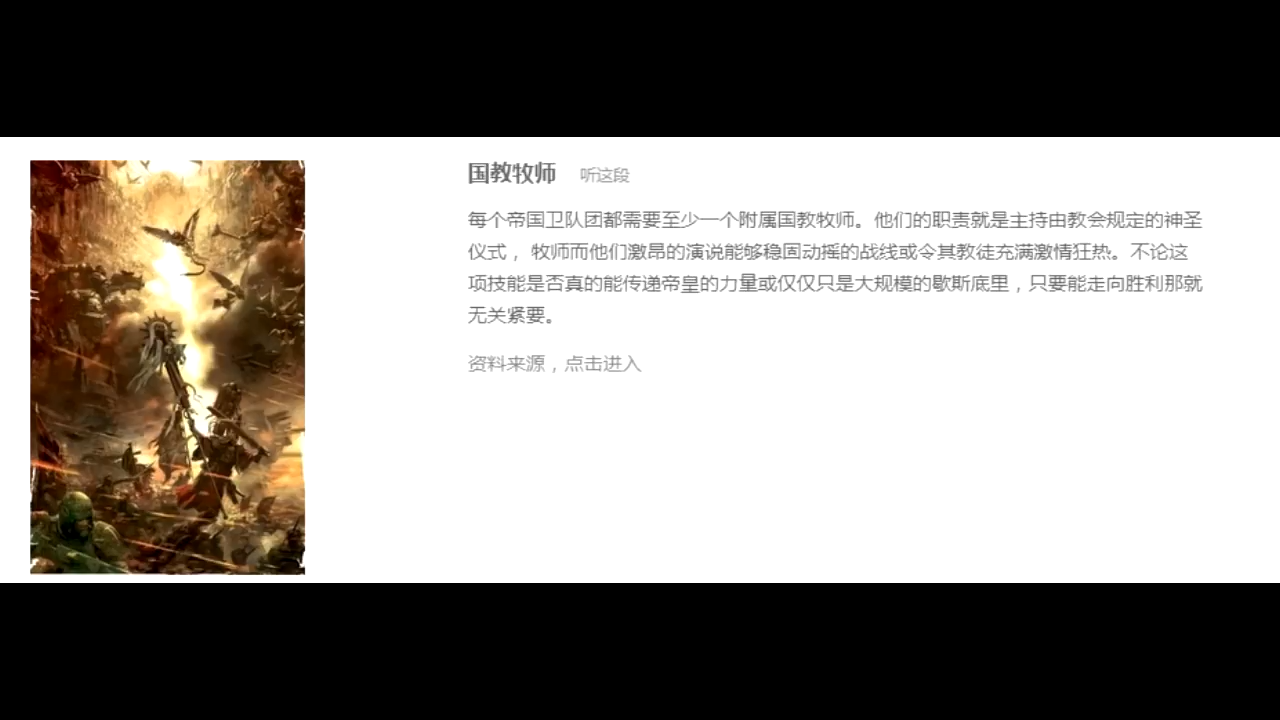 国教牧师 听这段
每个帝国卫队团都需要至少一个附属国教牧师。他们的职责就是主持由教会规定的神圣
仪式， 牧师而他们激昂的演说能够稳固动摇的战线或令其教徒充满激情狂热。不论这
项技能是否真的能传递帝皇的力量或仅仅只是大规模的歇斯底里，只要能走向胜利那就
无关紧要。
资料来源，点击进入